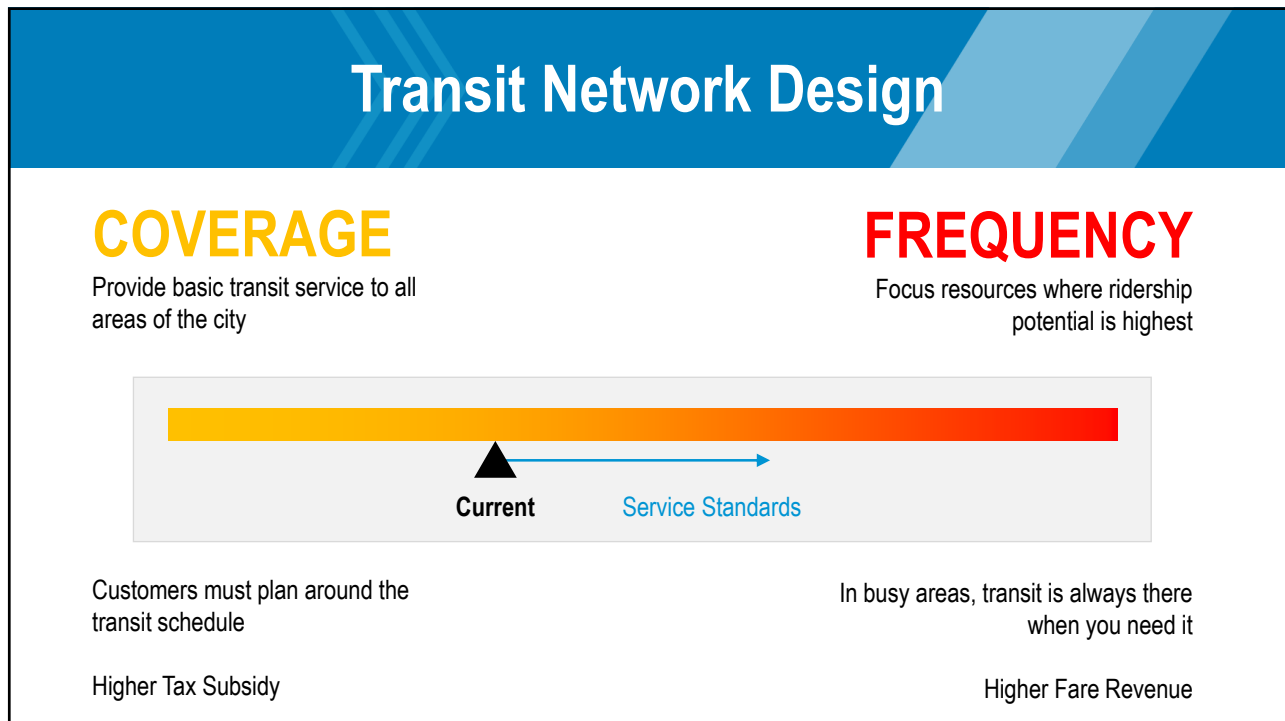 Transit Network Design
COVERAGE
Provide basic transit service to all
areas of the city
FREQUENCY
Focus resources where ridership
potential is highest
Current
Service Standards
Customers must plan around the
transit schedule
Higher Tax Subsidy
In busy areas, transit is always there
when you need it
Higher Fare Revenue